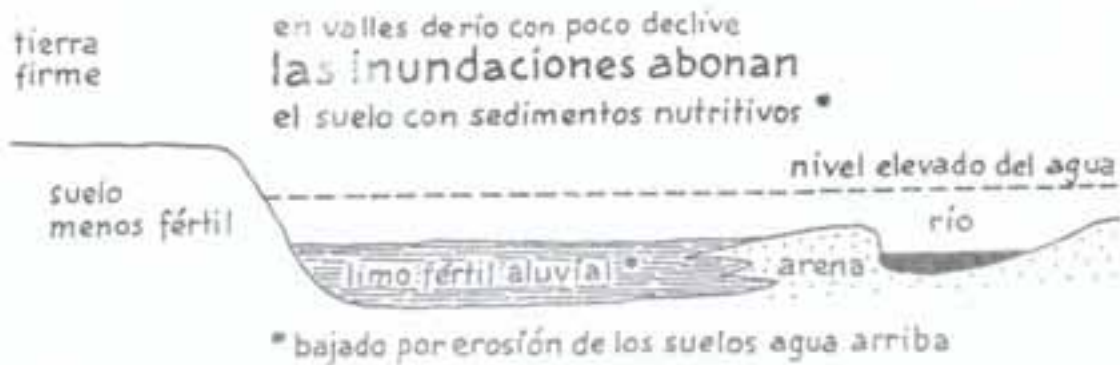 tierra
firme
en valles de río con poco declive
las inundaciones abonan
el suelo con sedimentos nutritivos *
nivel elevado del agua
suelo
menos fértil
río
limo fértil aluvial *
arena
* bajado por erosión de los suelos agua arriba